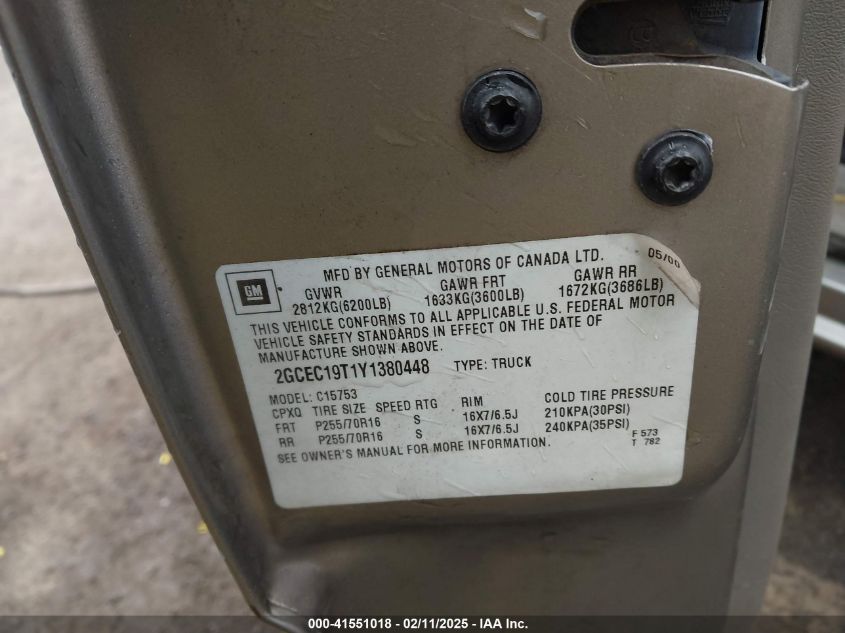 MFD BY GENERAL MOTORS OF CANADA LTD. 05/00
GM
GVWR GAWR FRT GAWR RR
2812KG(6200LB) 1633KG(3600LB) 1672KG(3686LB)
THIS VEHICLE CONFORMS TO ALL APPLICABLE U.S. FEDERAL MOTOR
VEHICLE SAFETY STANDARDS IN EFFECT ON THE DATE OF
MANUFACTURE SHOWN ABOVE.
2GCEC19T1Y1380448 TYPE: TRUCK
MODEL: C15753
CPXQ TIRE SIZE SPEED RTG RIM COLD TIRE PRESSURE
FRT P255/70R16 S 16X7/6.5J 210KPA(30PSI)
RR P255/70R16 S 16X7/6.5J 240KPA(35PSI)
SEE OWNER'S MANUAL FOR MORE INFORMATION. F 573
T 782
000-41551018 - 02/11/2025 - IAA Inc.